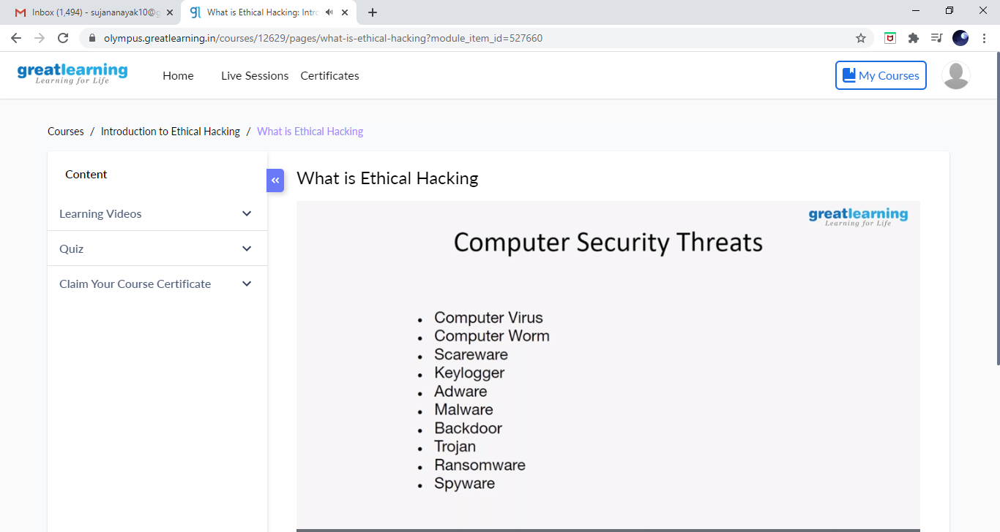 Inbox (1,494) - sujananayak10@g
What is Ethical Hacking: Intro
olympus.greatlearning.in/courses/12629/pages/what-is-ethical-hacking?module_item_id=527660
greatlearning
Learning for Life
Home Live Sessions Certificates
My Courses
Courses / Introduction to Ethical Hacking / What is Ethical Hacking
Content
Learning Videos
Quiz
Claim Your Course Certificate
«
What is Ethical Hacking
greatlearning
Learning for Life
Computer Security Threats
• Computer Virus
• Computer Worm
• Scareware
• Keylogger
• Adware
• Malware
• Backdoor
• Trojan
• Ransomware
• Spyware